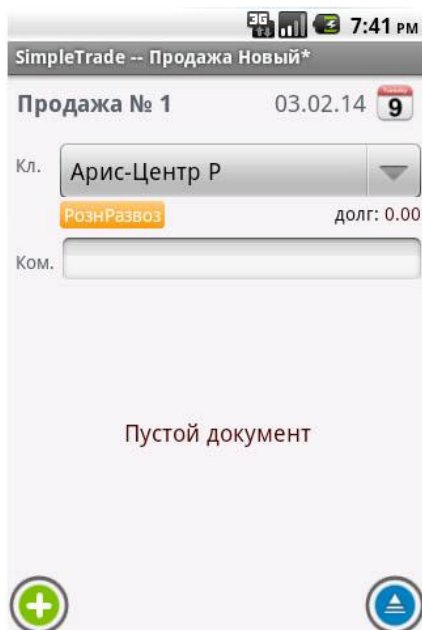 3G 7:41 PM
SimpleTrade -- Продажа Новый*
Продажа № 1 03.02.14 9
Кл. Арис-Центр Р
РознРазвоз долг: 0.00
Ком.
Пустой документ